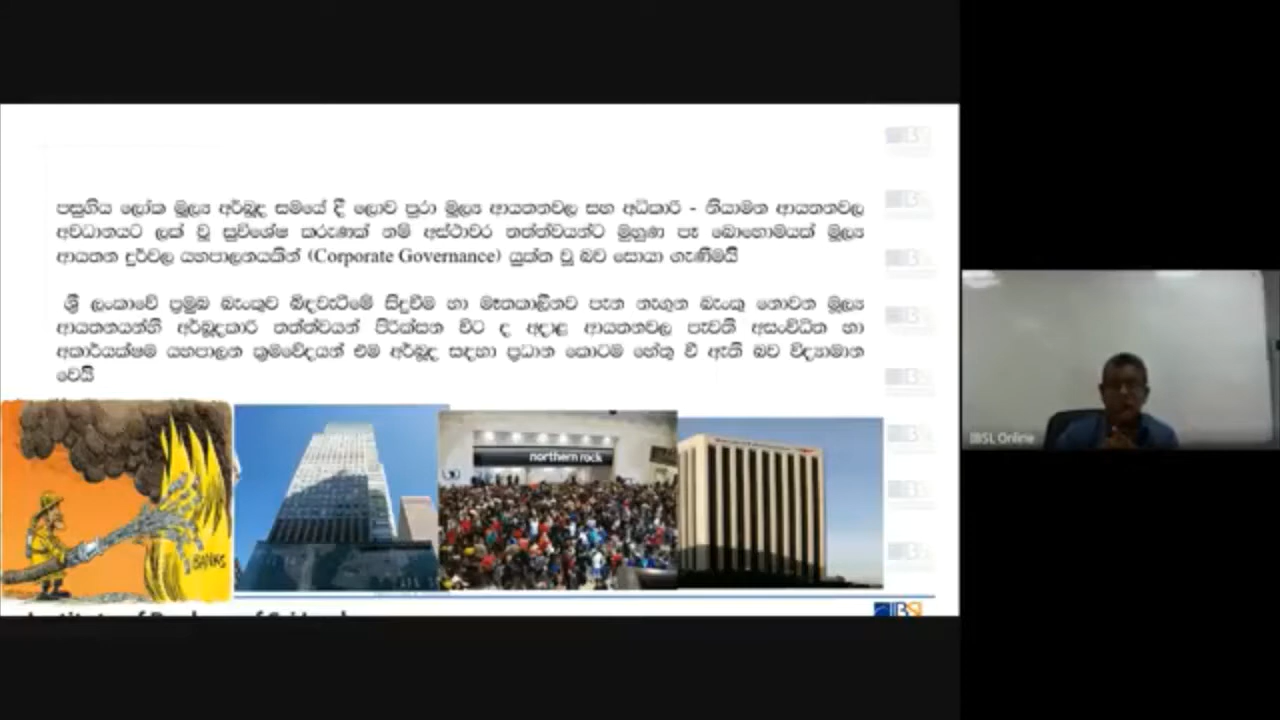 පසුගිය ලෝක මූල්‍ය අර්බුද සමයේ දී ලොව පුරා මූල්‍ය ආයතනවල සහ අධිකාරි - නියාමන ආයතනවල
අවධානයට ලක් වූ සුවිශේෂ කරුණක් නම් අස්ථාවර තත්ත්වයන්ට මුහුණ පෑ බොහොමයක් මූල්‍ය
ආයතන දුර්වල යහපාලනයකින් (Corporate Governance) යුක්ත වූ බව සොයා ගැණීමයි
ශ්‍රී ලංකාවේ ප්‍රමුඛ බැංකුව බිඳවැටීමේ සිදුවීම හා මෑතකාලීනව පැන නැගුන බැංකු නොවන මූල්‍ය
ආයතනයන්හි අර්බුදකාරී තත්ත්වයන් පිරික්සන විට ද අදාළ ආයතනවල පැවති අසංවිධිත හා
අකාර්යක්ෂම යහපාලන ක්‍රමවේදයන් එම අර්බුද සඳහා ප්‍රධාන කොටම හේතු වී ඇති බව විද්‍යාමාන
වෙයි
BANKS
northern rock
IBSL
IBSL Online